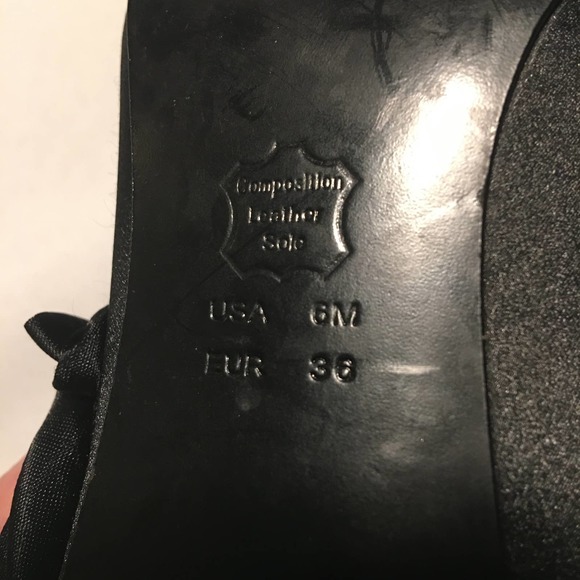 Composition
Leather
Sole
USA 6M
EUR 36